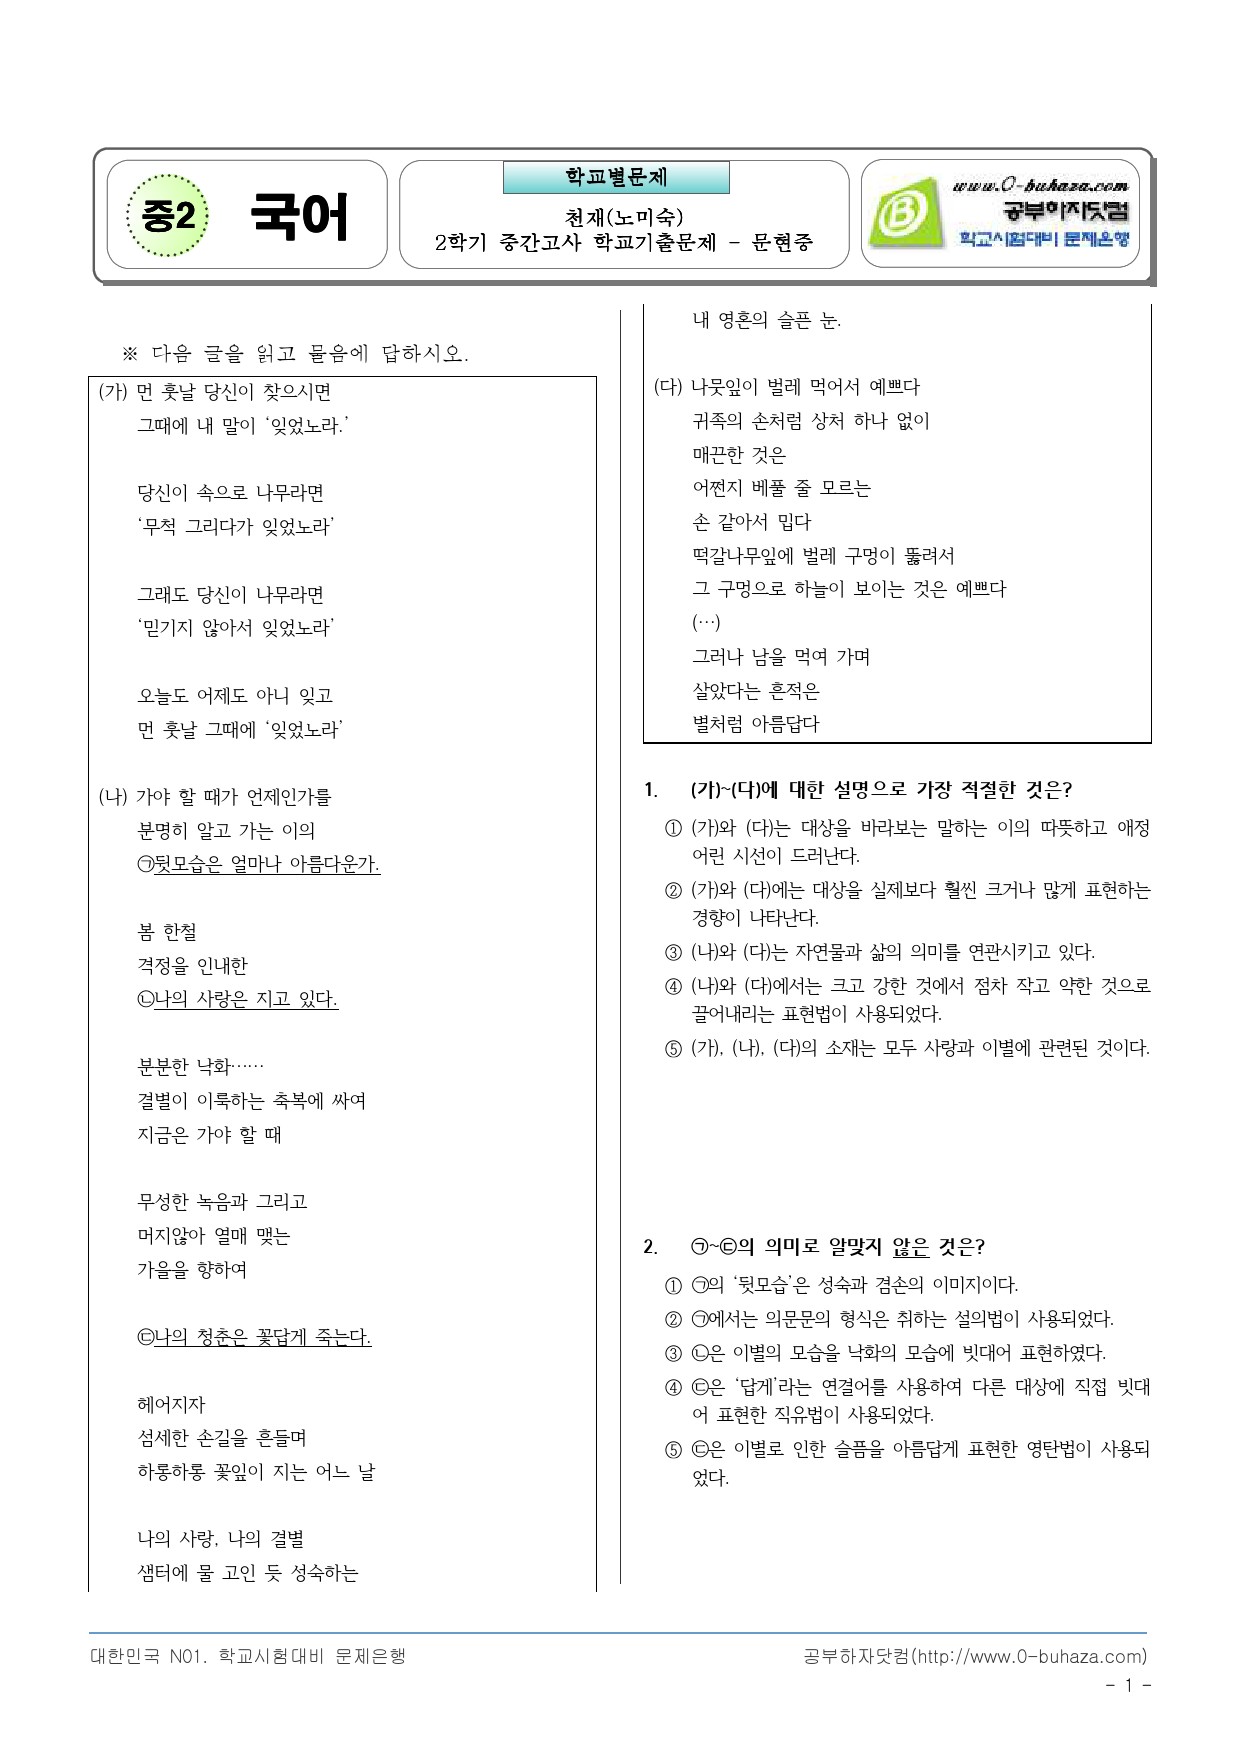 중2 국어
학교별문제
천재(노미숙)
2학기 중간고사 학교기출문제 - 문현중
www.0-buhaza.com
공부하자닷컴
학교시험대비 문제은행
※ 다음 글을 읽고 물음에 답하시오.
(가) 먼 훗날 당신이 찾으시면
그때에 내 말이 ‘잊었노라.’
당신이 속으로 나무라면
‘무척 그리다가 잊었노라’
그래도 당신이 나무라면
‘믿기지 않아서 잊었노라’
오늘도 어제도 아니 잊고
먼 훗날 그때에 ‘잊었노라’
(나) 가야 할 때가 언제인가를
분명히 알고 가는 이의
㉠뒷모습은 얼마나 아름다운가.
봄 한철
격정을 인내한
㉡나의 사랑은 지고 있다.
분분한 낙화……
결별이 이룩하는 축복에 싸여
지금은 가야 할 때
무성한 녹음과 그리고
머지않아 열매 맺는
가을을 향하여
㉢나의 청춘은 꽃답게 죽는다.
헤어지자
섬세한 손길을 흔들며
하롱하롱 꽃잎이 지는 어느 날
나의 사랑, 나의 결별
샘터에 물 고인 듯 성숙하는
내 영혼의 슬픈 눈.
(다) 나뭇잎이 벌레 먹어서 예쁘다
귀족의 손처럼 상처 하나 없이
매끈한 것은
어쩐지 베풀 줄 모르는
손 같아서 밉다
떡갈나무잎에 벌레 구멍이 뚫려서
그 구멍으로 하늘이 보이는 것은 예쁘다
(…)
그러나 남을 먹여 가며
살았다는 흔적은
별처럼 아름답다
1. (가)~(다)에 대한 설명으로 가장 적절한 것은?
① (가)와 (다)는 대상을 바라보는 말하는 이의 따뜻하고 애정
어린 시선이 드러난다.
② (가)와 (다)에는 대상을 실제보다 훨씬 크거나 많게 표현하는
경향이 나타난다.
③ (나)와 (다)는 자연물과 삶의 의미를 연관시키고 있다.
④ (나)와 (다)에서는 크고 강한 것에서 점차 작고 약한 것으로
끌어내리는 표현법이 사용되었다.
⑤ (가), (나), (다)의 소재는 모두 사랑과 이별에 관련된 것이다.
2. ㉠~㉢의 의미로 알맞지 않은 것은?
① ㉠의 ‘뒷모습’은 성숙과 겸손의 이미지이다.
② ㉠에서는 의문문의 형식은 취하는 설의법이 사용되었다.
③ ㉡은 이별의 모습을 낙화의 모습에 빗대어 표현하였다.
④ ㉢은 ‘답게’라는 연결어를 사용하여 다른 대상에 직접 빗대
어 표현한 직유법이 사용되었다.
⑤ ㉢은 이별로 인한 슬픔을 아름답게 표현한 영탄법이 사용되
었다.
대한민국 N01. 학교시험대비 문제은행
공부하자닷컴(http://www.0-buhaza.com)
- 1 -